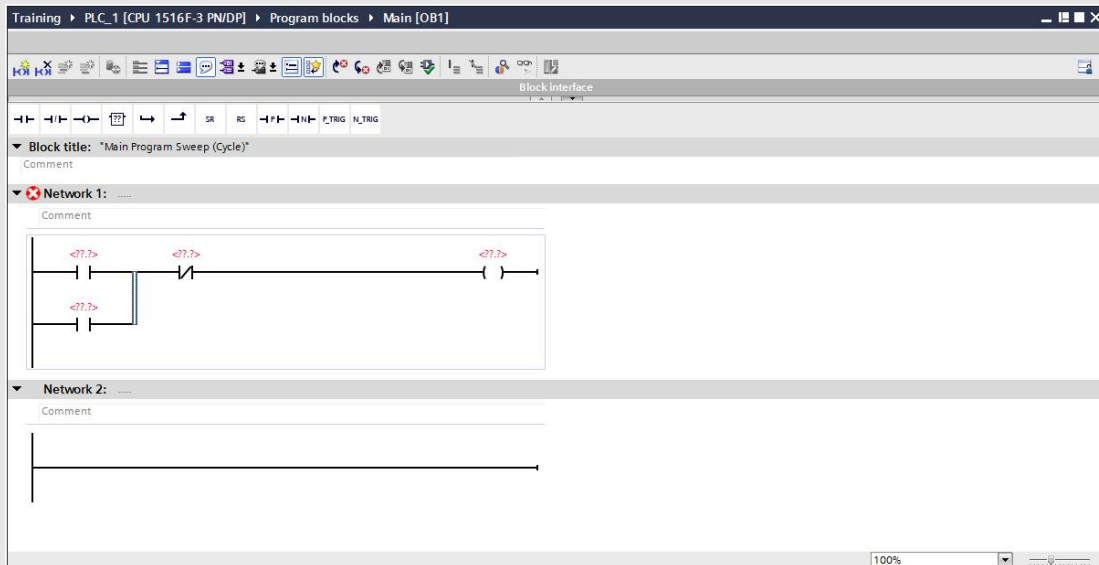 Training ▸ PLC_1 [CPU 1516F-3 PN/DP] ▸ Program blocks ▸ Main [OB1]
Block interface
?? SR RS P N P_TRIG N_TRIG
Block title: "Main Program Sweep (Cycle)"
Comment
Network 1: .....
Comment
<??.?> <??.?> <??.?>
<??.?>
Network 2: .....
Comment
100%